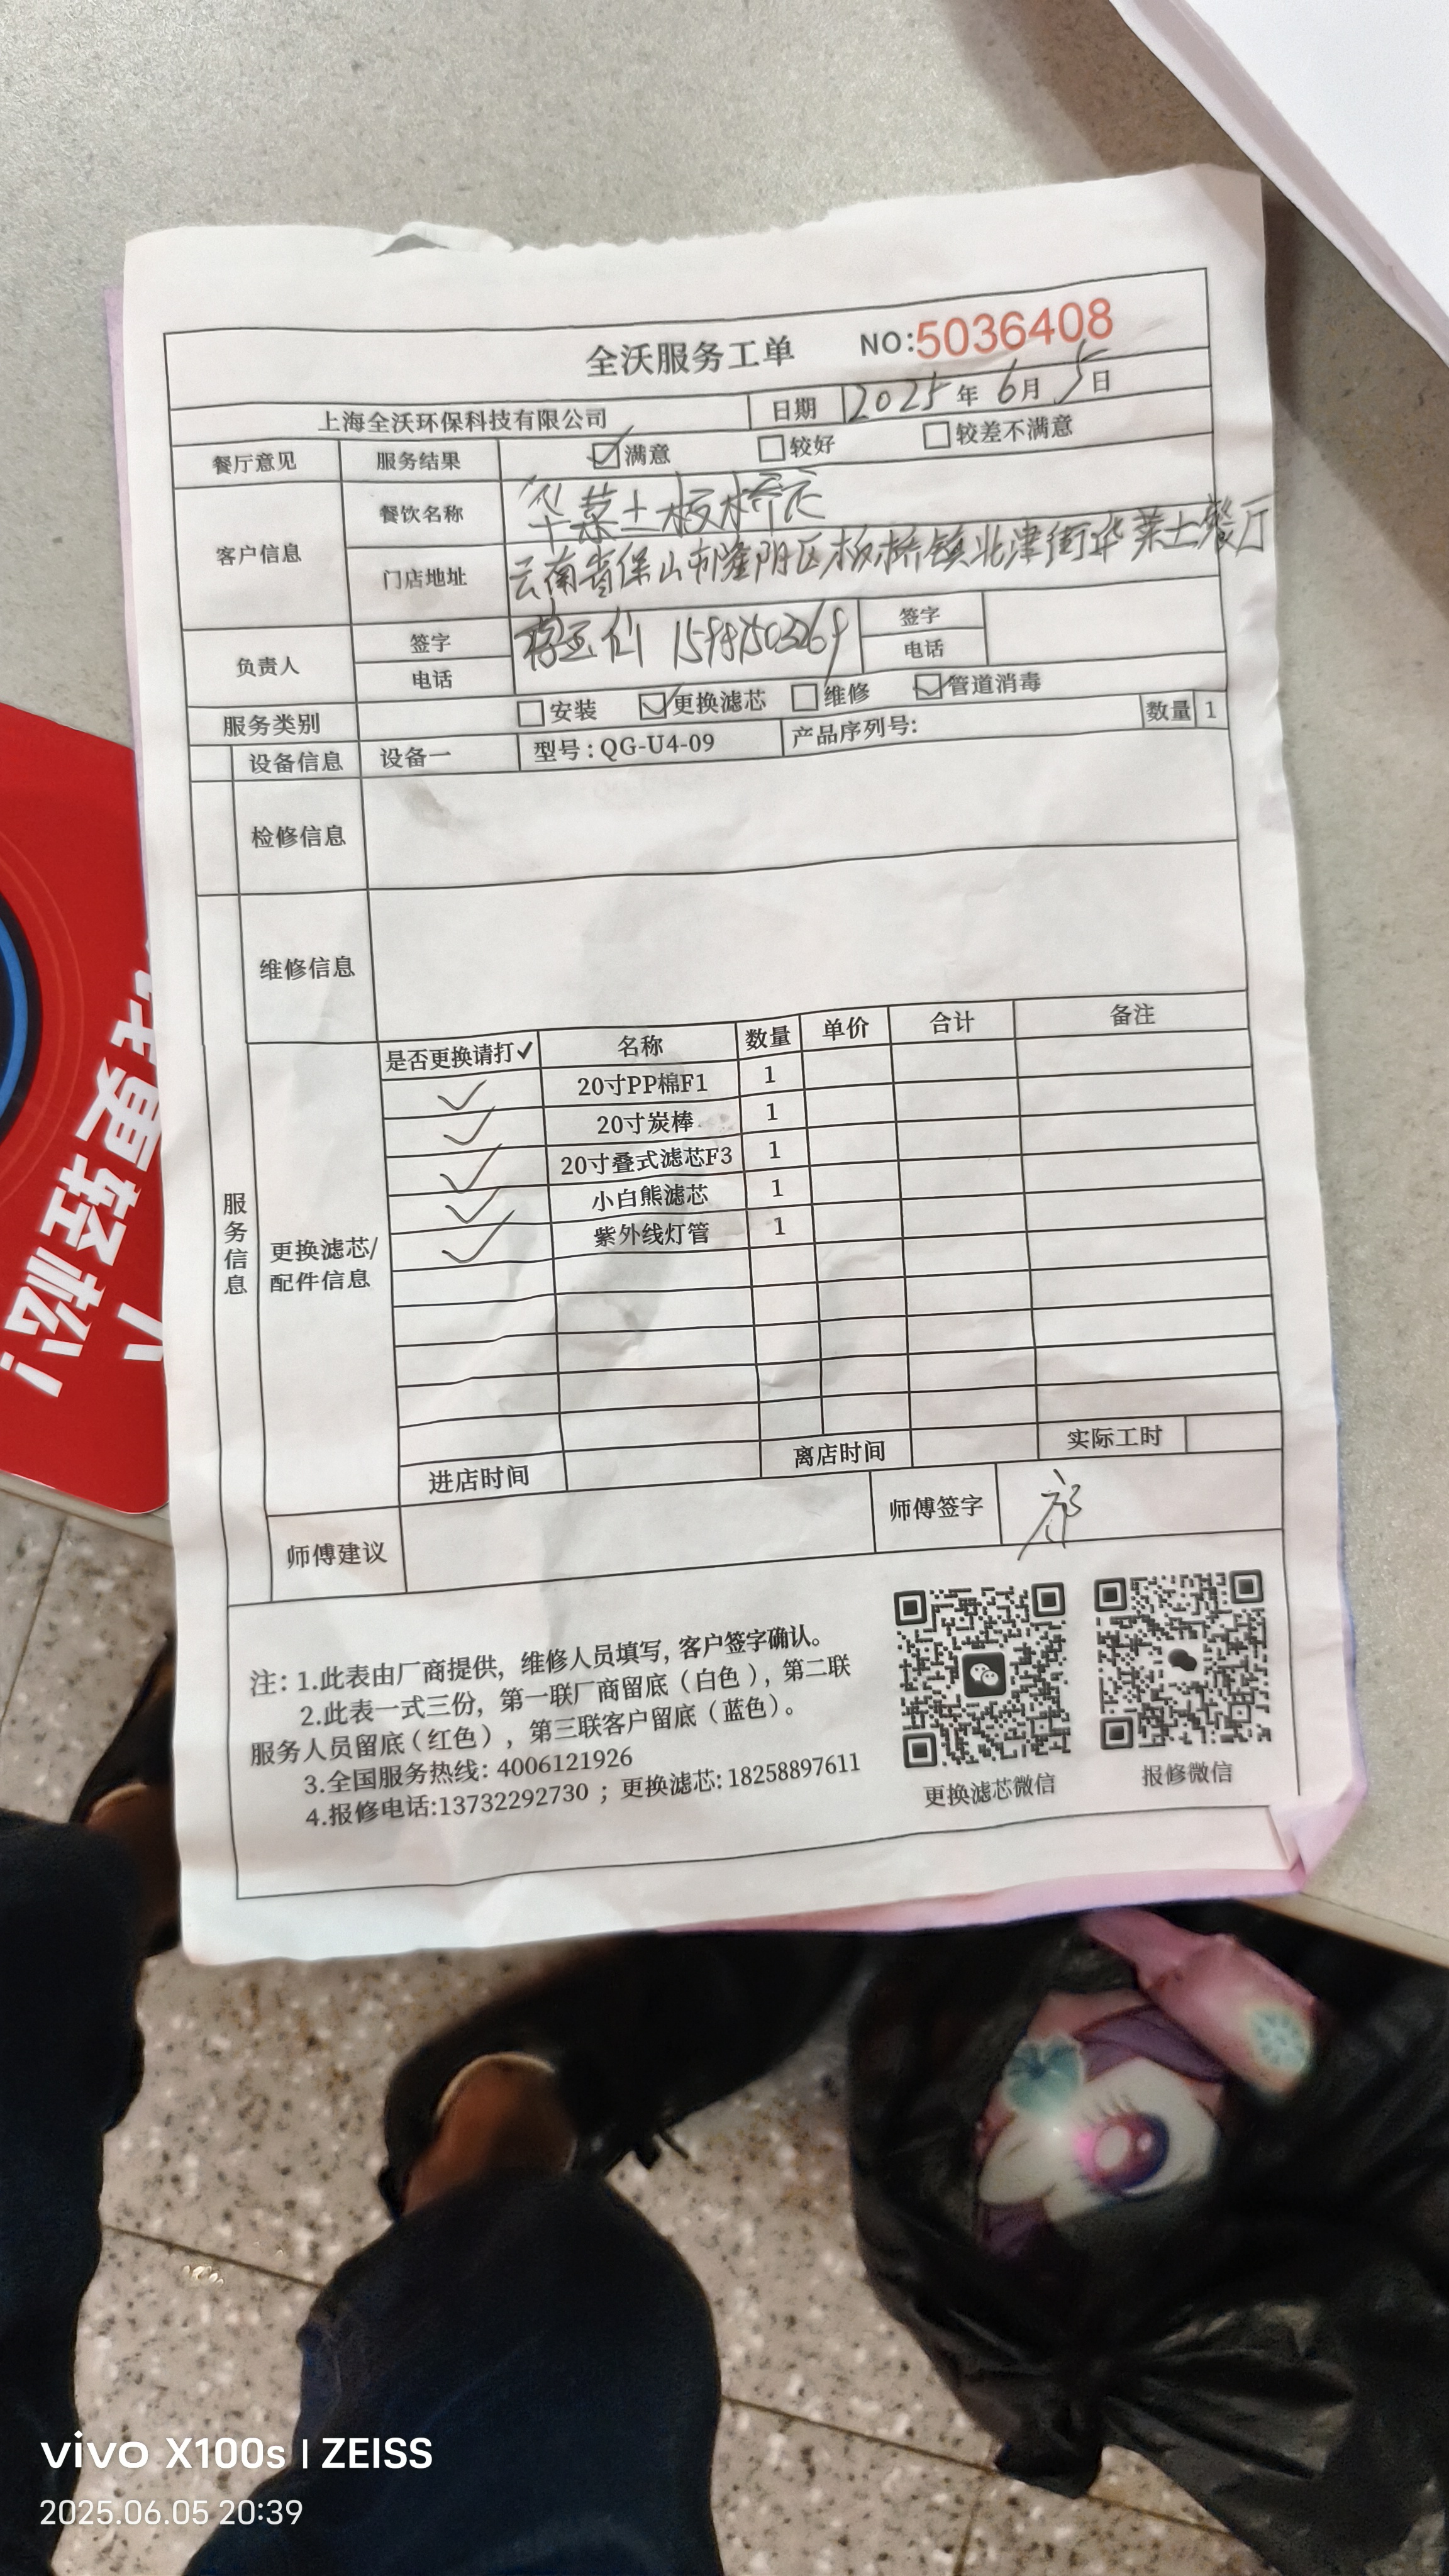 全沃服务工单 NO:5036408
上海全沃环保科技有限公司 日期 2025年6月5日
餐厅意见 服务结果 满意 较好 较差不满意
客户信息 餐饮名称 华莱士板桥店
门店地址 云南省保山市隆阳区板桥镇北津街华莱士餐厅
负责人 签字 签字
电话 电话
服务类别 安装 更换滤芯 维修 管道消毒
设备信息 设备一 型号:QG-U4-09 产品序列号: 数量 1
检修信息
维修信息
服务信息
更换滤芯/
配件信息
是否更换请打✓ 名称 数量 单价 合计 备注
✓ 20寸PP棉F1 1
✓ 20寸炭棒 1
✓ 20寸叠式滤芯F3 1
✓ 小白熊滤芯 1
✓ 紫外线灯管 1
进店时间 离店时间 实际工时
师傅建议 师傅签字
注:1.此表由厂商提供,维修人员填写,客户签字确认。
2.此表一式三份,第一联厂商留底(白色),第二联
服务人员留底(红色),第三联客户留底(蓝色)。
3.全国服务热线:4006121926
4.报修电话:13732292730;更换滤芯:18258897611
更换滤芯微信 报修微信
更轻松!
vivo X100s | ZEISS
2025.06.05 20:39